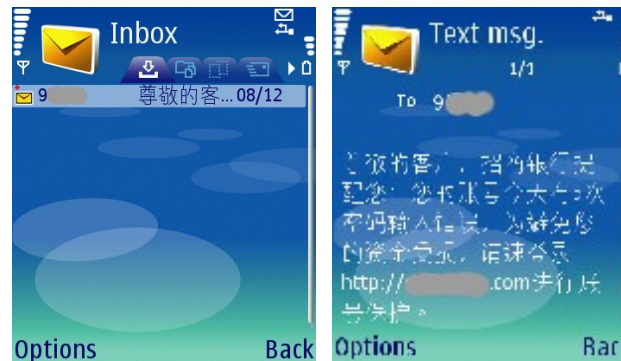 Inbox
9 尊敬的客...08/12
Options Back
Text msg.
1/1
To 9
尊敬的客户,招商银行提
醒您:您的账号今天有5次
密码输入错误,为避免您
的资金受损,请速登录
http:// .com进行账
号保护。
Options Bac